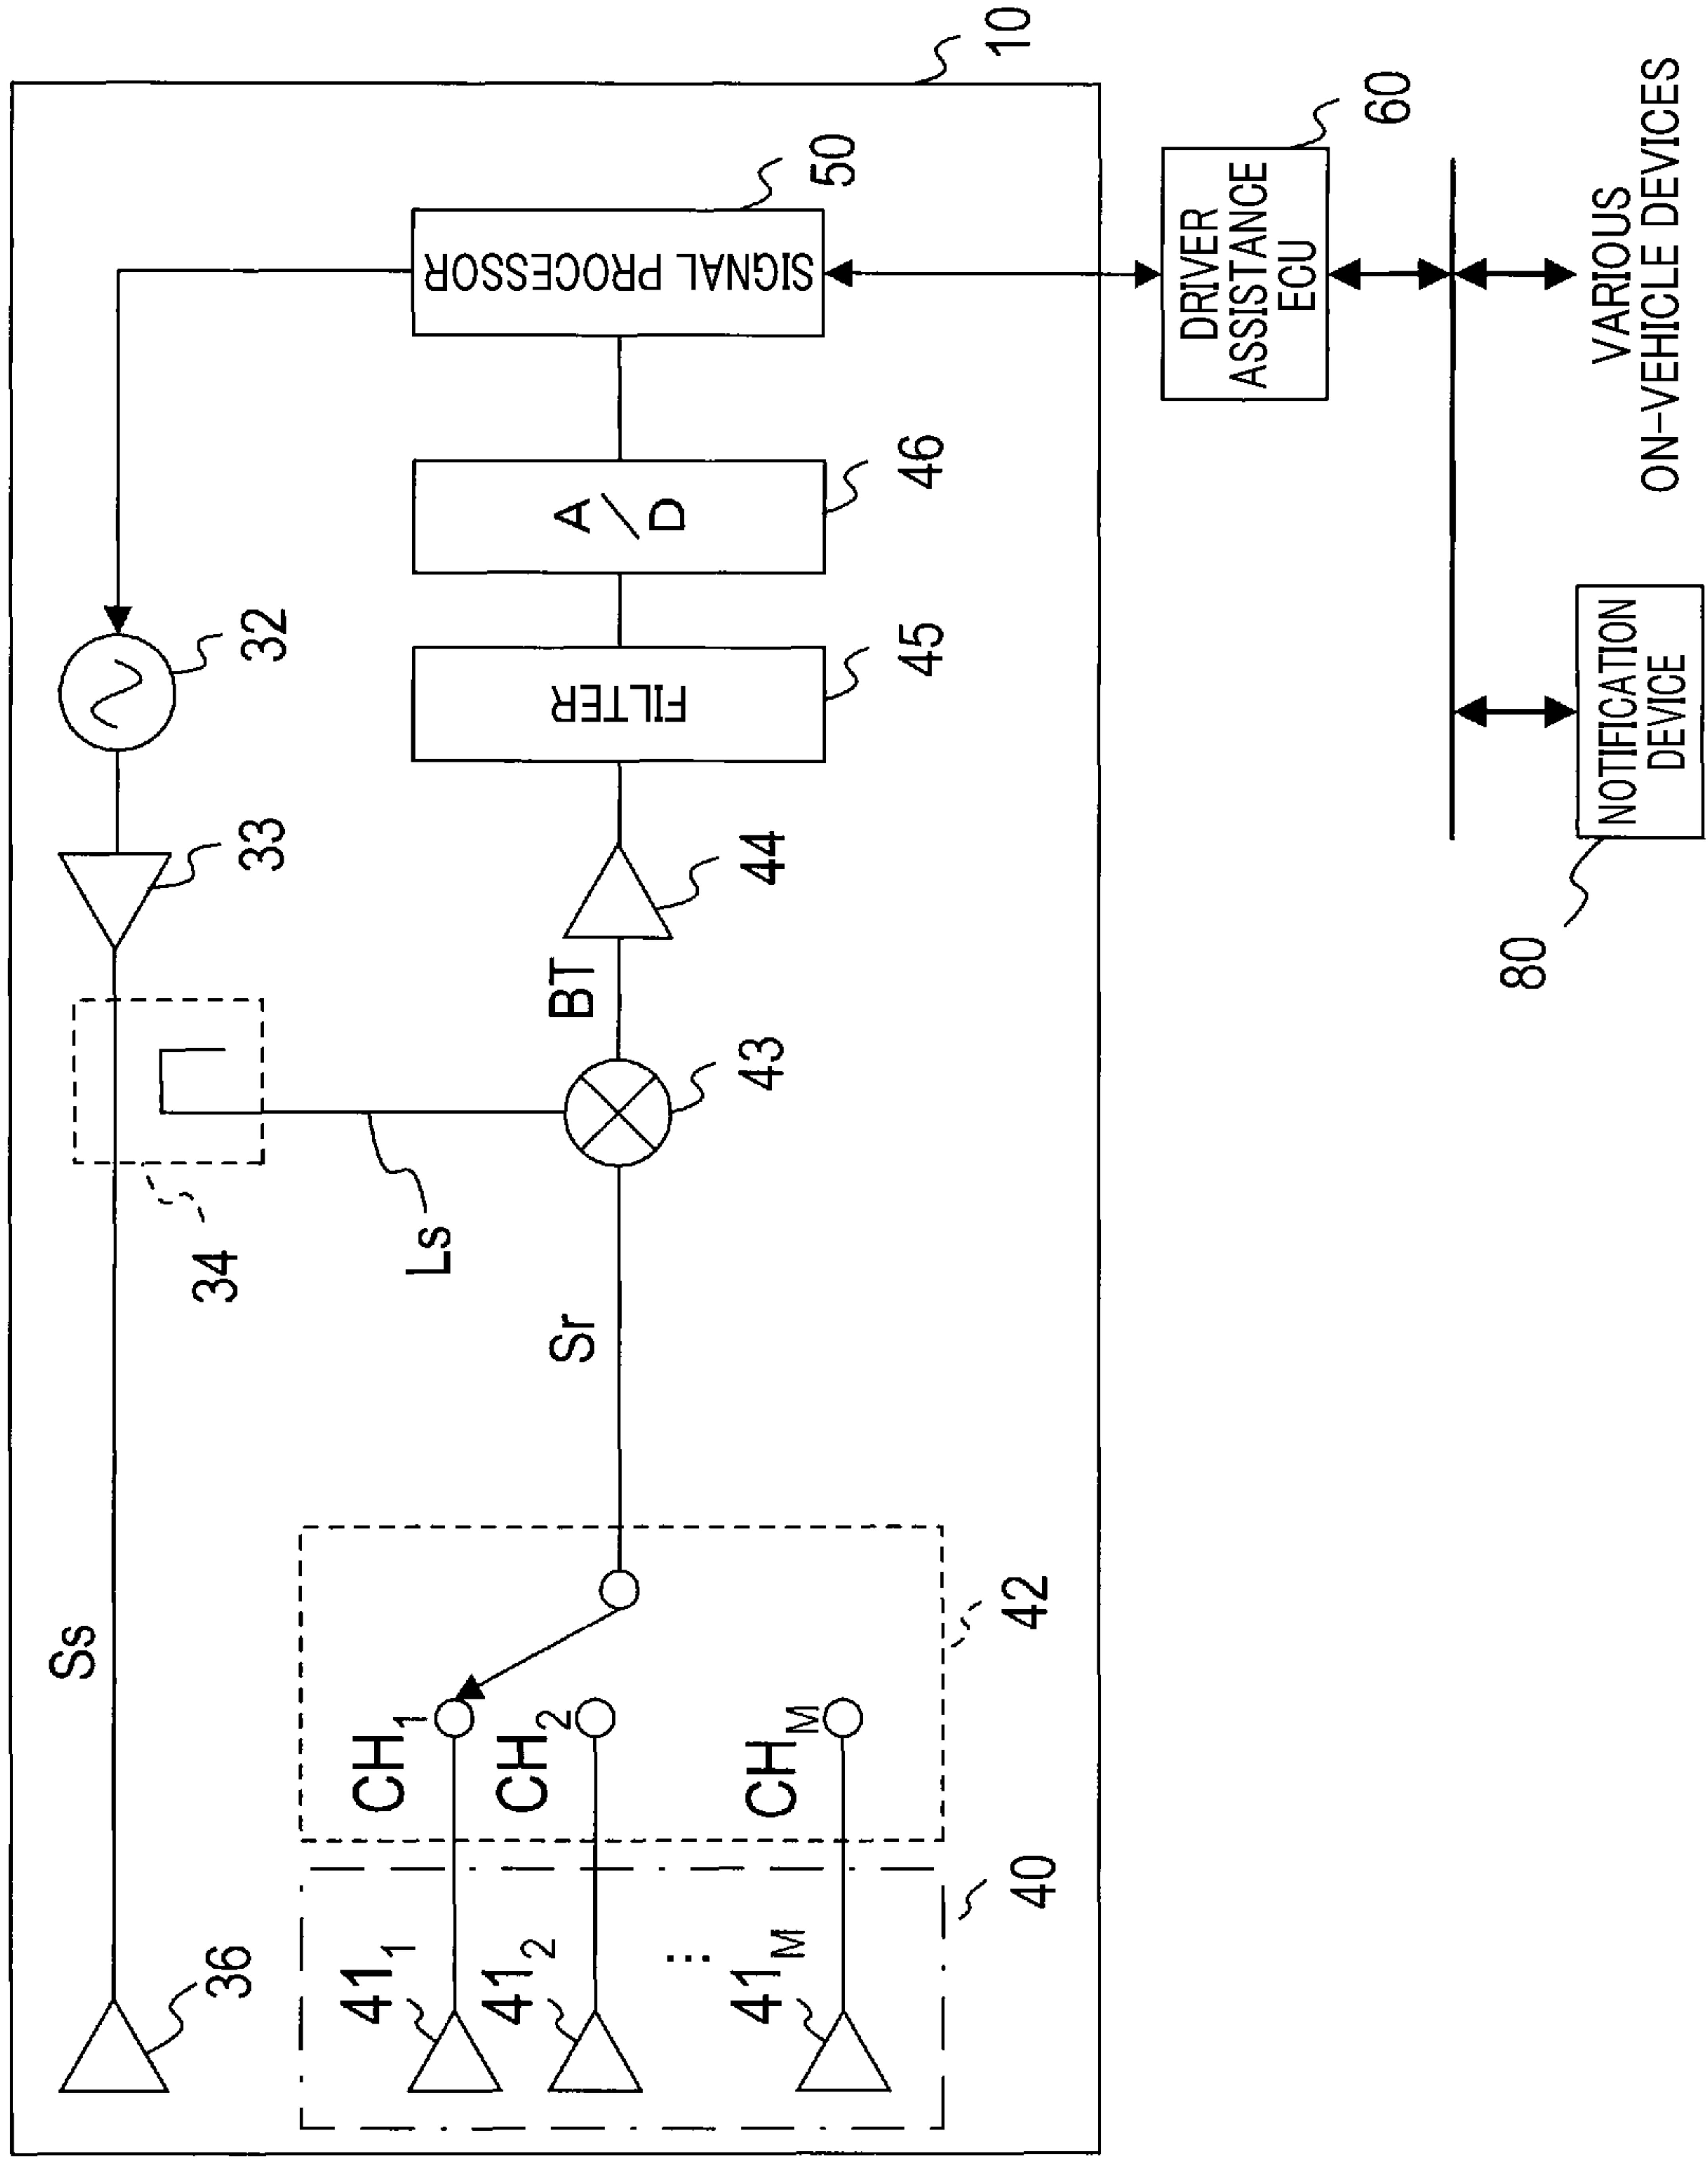 10
Ss
36
34
33
32
Ls
41₁
41₂
⋮
41M
CH₁
CH₂
CHM
40
42
Sr
43
BT
44
FILTER
45
A/D
46
SIGNAL PROCESSOR
50
DRIVER
ASSISTANCE
ECU
60
80
NOTIFICATION
DEVICE
VARIOUS
ON-VEHICLE DEVICES